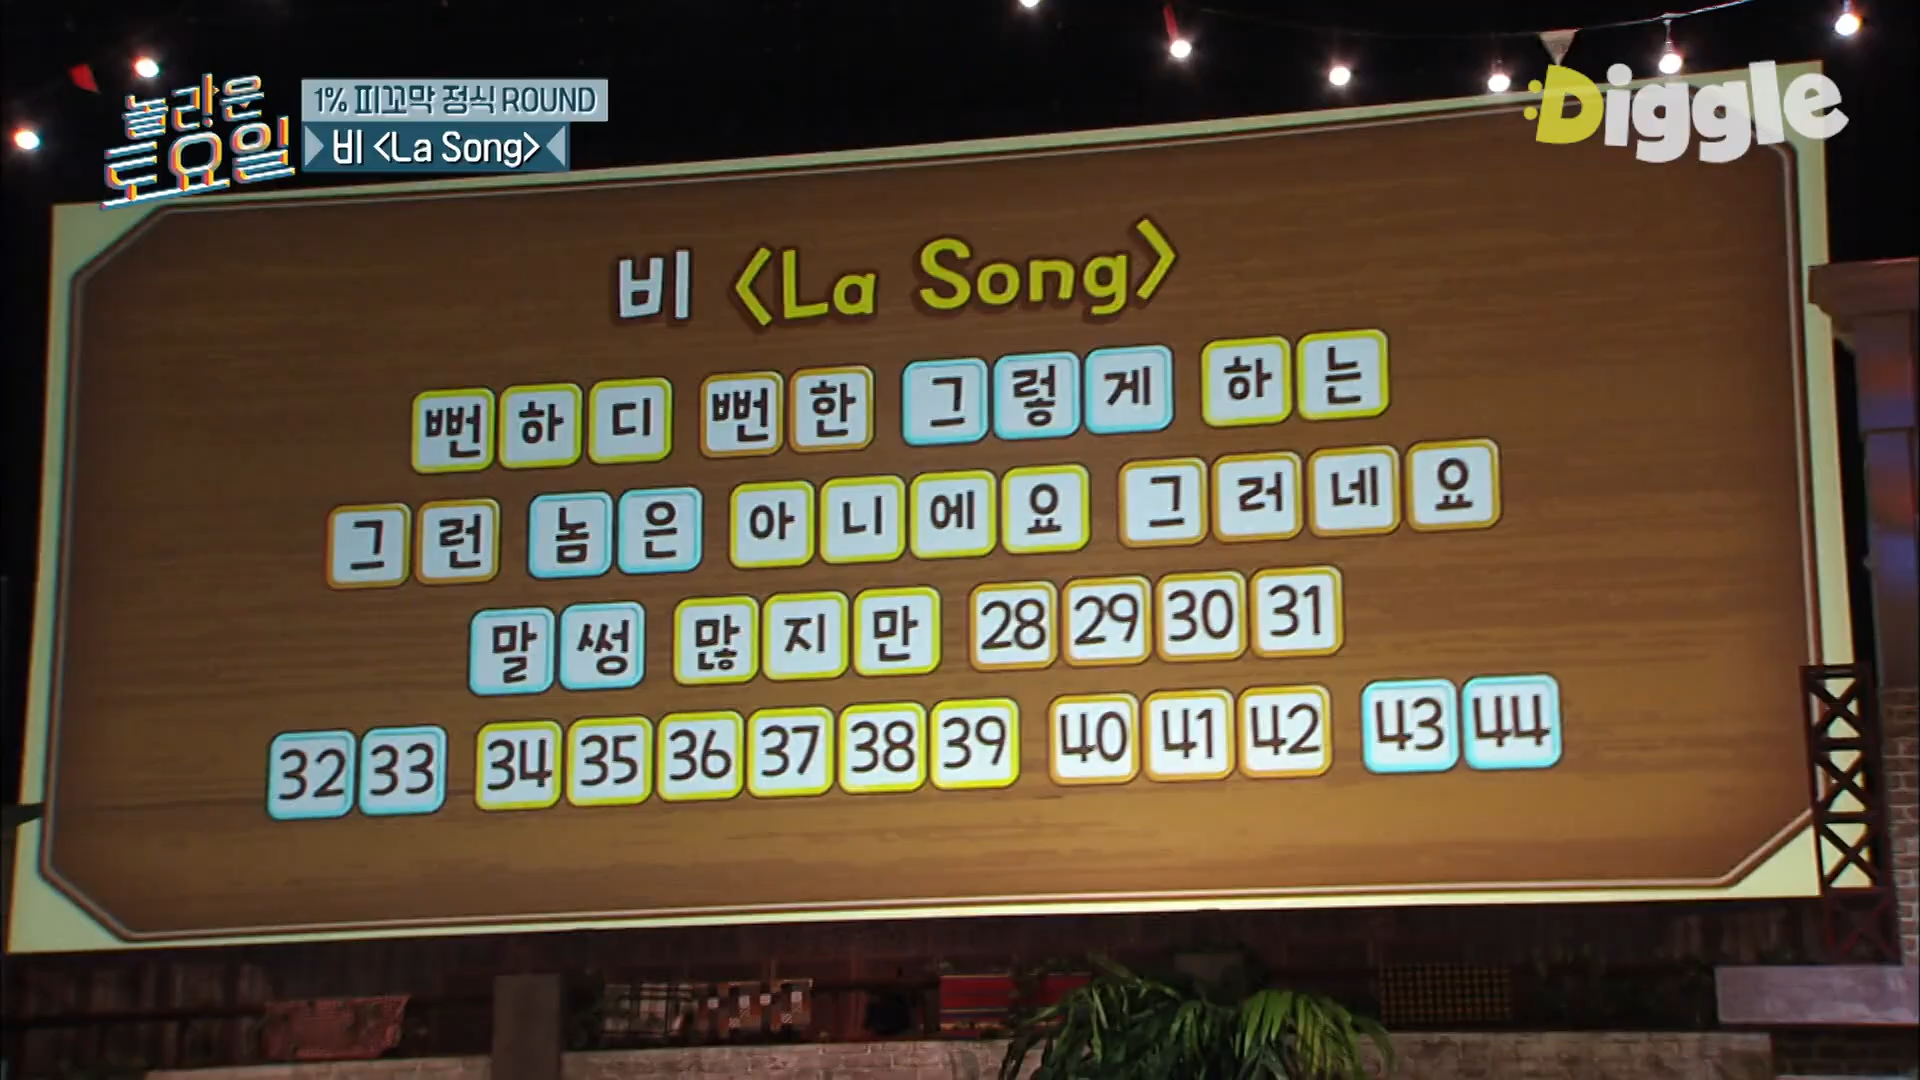 놀라운
토요일
1% 피꼬막 정식 ROUND
비 <La Song>
Diggle
비 <La Song>
뻔하디 뻔한 그렇게 하는
그런 놈은 아니에요 그러네요
말썽 많지만 28 29 30 31
32 33 34 35 36 37 38 39 40 41 42 43 44